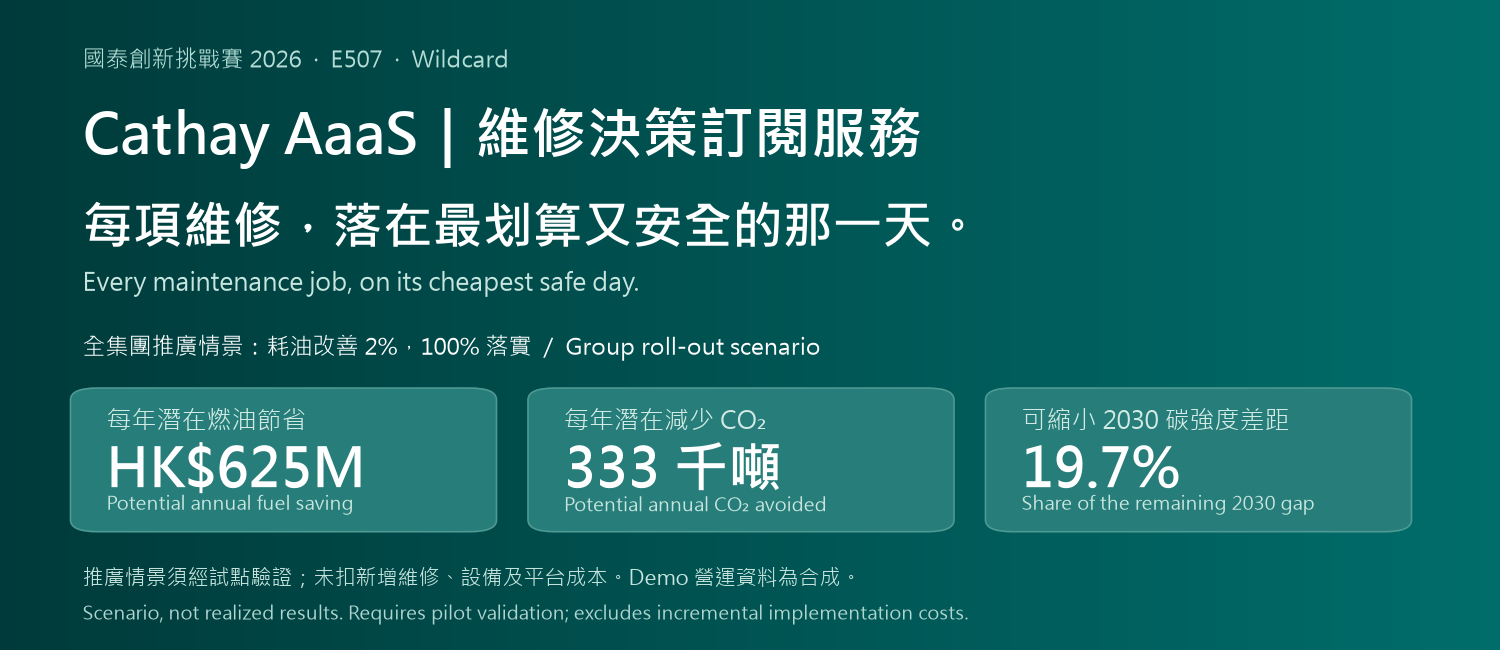 國泰創新挑戰賽 2026 · E507 · Wildcard
Cathay AaaS | 維修決策訂閱服務
每項維修，落在最划算又安全的那一天。
Every maintenance job, on its cheapest safe day.
全集團推廣情景：耗油改善 2%，100% 落實 / Group roll-out scenario
每年潛在燃油節省
HK$625M
Potential annual fuel saving
每年潛在減少 CO₂
333 千噸
Potential annual CO₂ avoided
可縮小 2030 碳強度差距
19.7%
Share of the remaining 2030 gap
推廣情景須經試點驗證；未扣新增維修、設備及平台成本。Demo 營運資料為合成。
Scenario, not realized results. Requires pilot validation; excludes incremental implementation costs.